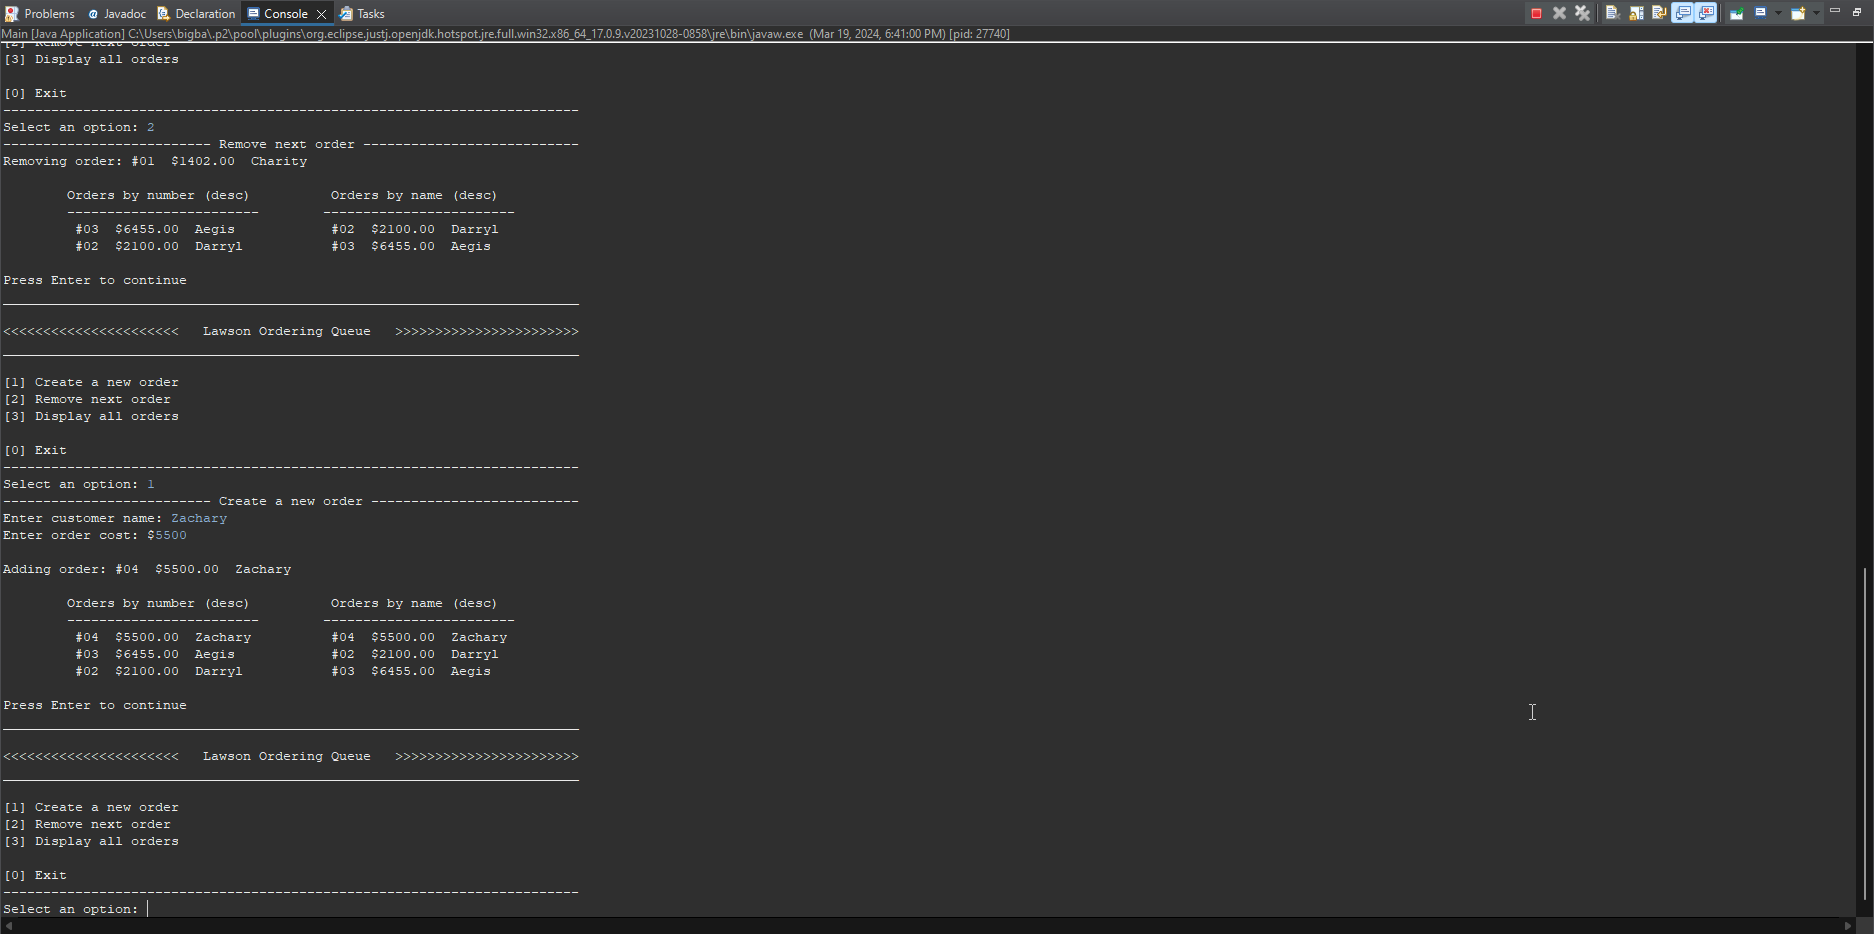 Problems Javadoc Declaration Console Tasks
Main [Java Application] C:\Users\bigba\.p2\pool\plugins\org.eclipse.justj.openjdk.hotspot.jre.full.win32.x86_64_17.0.9.v20231028-0858\jre\bin\javaw.exe (Mar 19, 2024, 6:41:00 PM) [pid: 27740]
[2] Remove next order
[3] Display all orders
[0] Exit
------------------------------------------------------------------------
Select an option: 2
-------------------------- Remove next order ---------------------------
Removing order: #01  $1402.00  Charity
Orders by number (desc)          Orders by name (desc)
------------------------        ------------------------
#03  $6455.00  Aegis            #02  $2100.00  Darryl
#02  $2100.00  Darryl           #03  $6455.00  Aegis
Press Enter to continue
________________________________________________________________________
<<<<<<<<<<<<<<<<<<<<<<   Lawson Ordering Queue   >>>>>>>>>>>>>>>>>>>>>>>
________________________________________________________________________
[1] Create a new order
[2] Remove next order
[3] Display all orders
[0] Exit
------------------------------------------------------------------------
Select an option: 1
-------------------------- Create a new order --------------------------
Enter customer name: Zachary
Enter order cost: $5500
Adding order: #04  $5500.00  Zachary
Orders by number (desc)          Orders by name (desc)
------------------------        ------------------------
#04  $5500.00  Zachary          #04  $5500.00  Zachary
#03  $6455.00  Aegis            #02  $2100.00  Darryl
#02  $2100.00  Darryl           #03  $6455.00  Aegis
Press Enter to continue
________________________________________________________________________
<<<<<<<<<<<<<<<<<<<<<<   Lawson Ordering Queue   >>>>>>>>>>>>>>>>>>>>>>>
________________________________________________________________________
[1] Create a new order
[2] Remove next order
[3] Display all orders
[0] Exit
------------------------------------------------------------------------
Select an option: